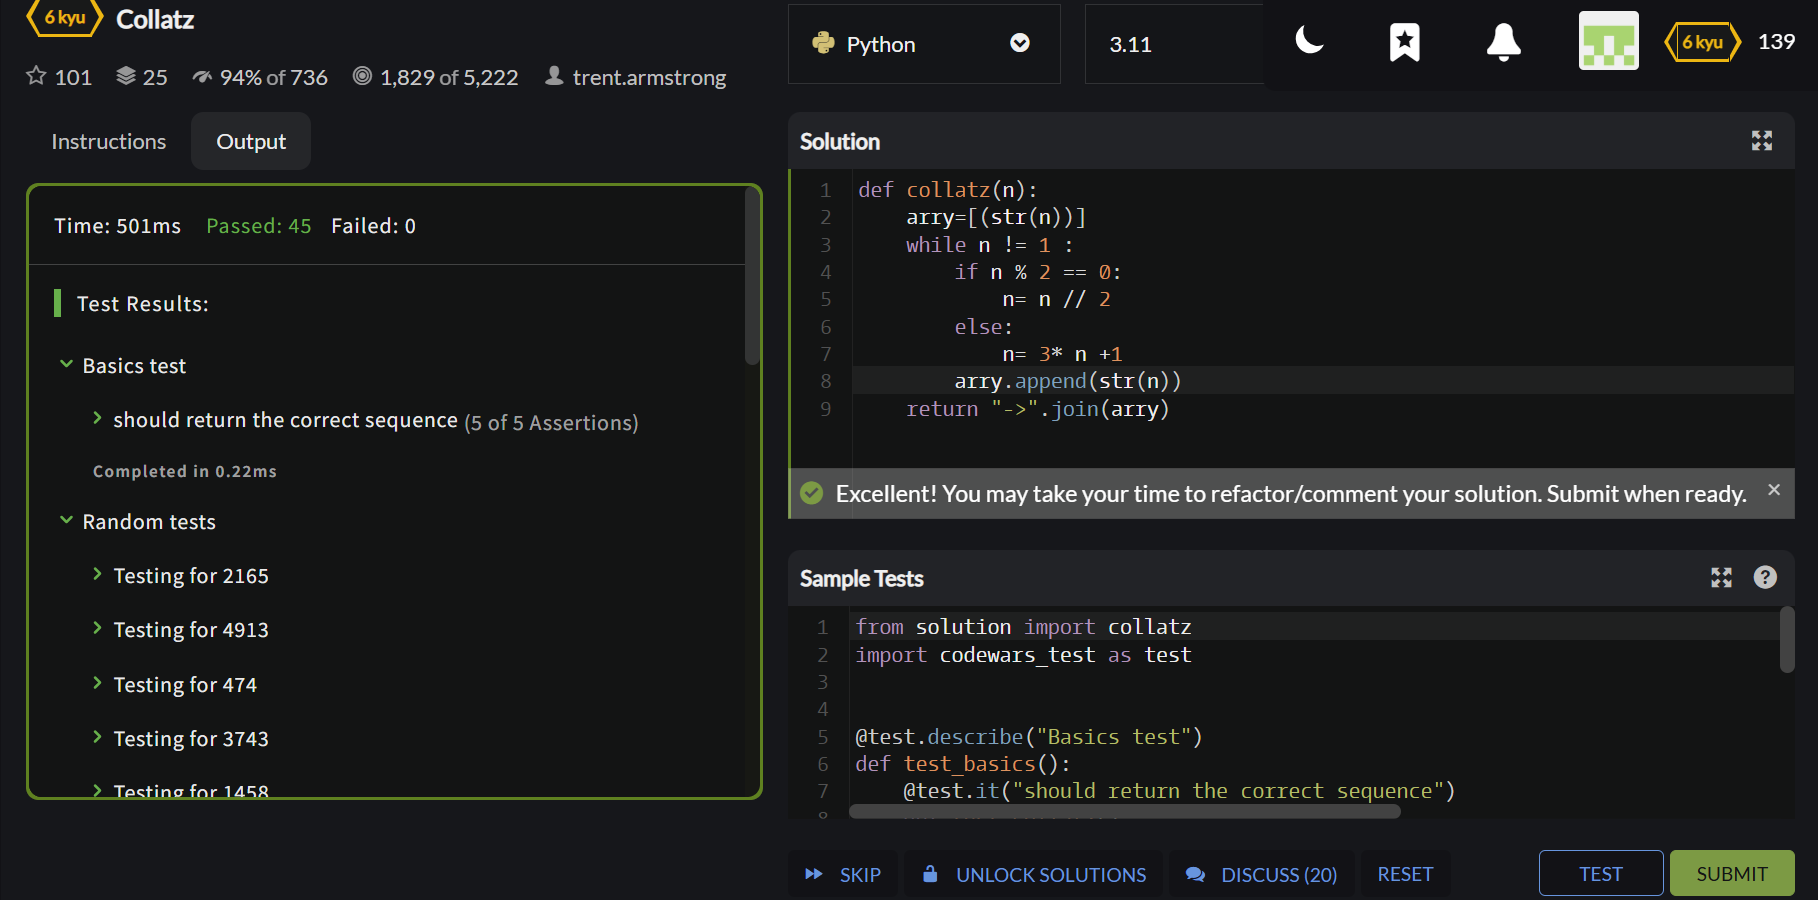 6 kyu Collatz
101 25 94% of 736 1,829 of 5,222 trent.armstrong
Python
3.11
6 kyu 139
Instructions Output
Time: 501ms Passed: 45 Failed: 0
Test Results:
Basics test
should return the correct sequence (5 of 5 Assertions)
Completed in 0.22ms
Random tests
Testing for 2165
Testing for 4913
Testing for 474
Testing for 3743
Testing for 1458
Solution
1 def collatz(n):
2     arry=[(str(n))]
3     while n != 1 :
4         if n % 2 == 0:
5             n= n // 2
6         else:
7             n= 3* n +1
8         arry.append(str(n))
9     return "->".join(arry)
Excellent! You may take your time to refactor/comment your solution. Submit when ready. ×
Sample Tests ?
1 from solution import collatz
2 import codewars_test as test
3
4
5 @test.describe("Basics test")
6 def test_basics():
7     @test.it("should return the correct sequence")
8
SKIP UNLOCK SOLUTIONS DISCUSS (20) RESET TEST SUBMIT